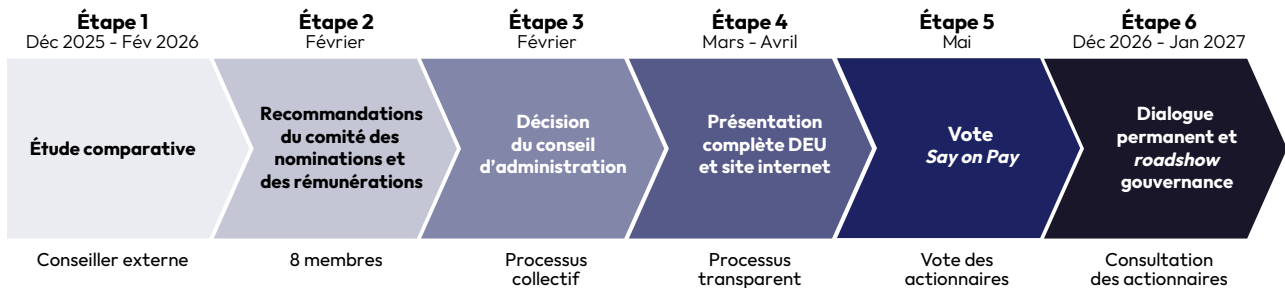 Étape 1
Déc 2025 - Fév 2026
Étape 2
Février
Étape 3
Février
Étape 4
Mars - Avril
Étape 5
Mai
Étape 6
Déc 2026 - Jan 2027
Étude comparative
Recommandations
du comité des
nominations et
des rémunérations
Décision
du conseil
d’administration
Présentation
complète DEU
et site internet
Vote
Say on Pay
Dialogue
permanent et
roadshow
gouvernance
Conseiller externe
8 membres
Processus
collectif
Processus
transparent
Vote des
actionnaires
Consultation
des actionnaires